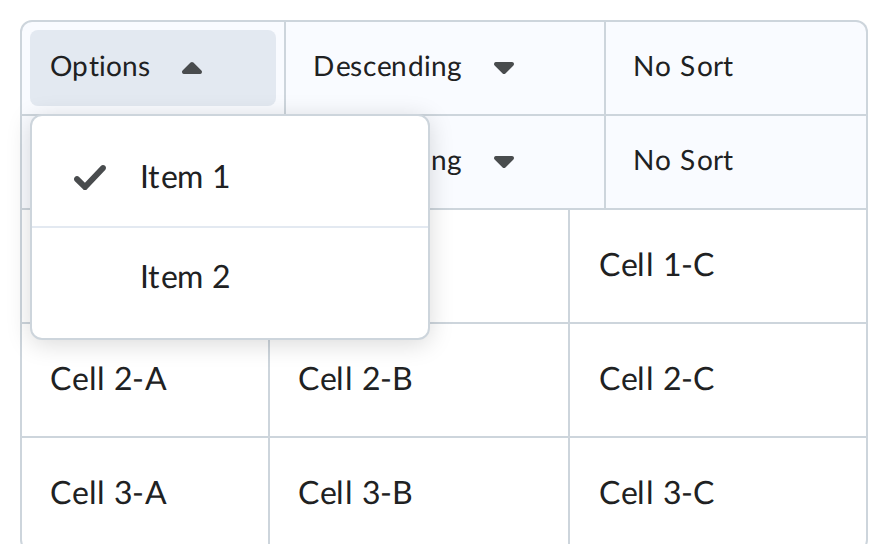 Options Descending No Sort
ng No Sort
Item 1
Item 2
Cell 1-C
Cell 2-A Cell 2-B Cell 2-C
Cell 3-A Cell 3-B Cell 3-C